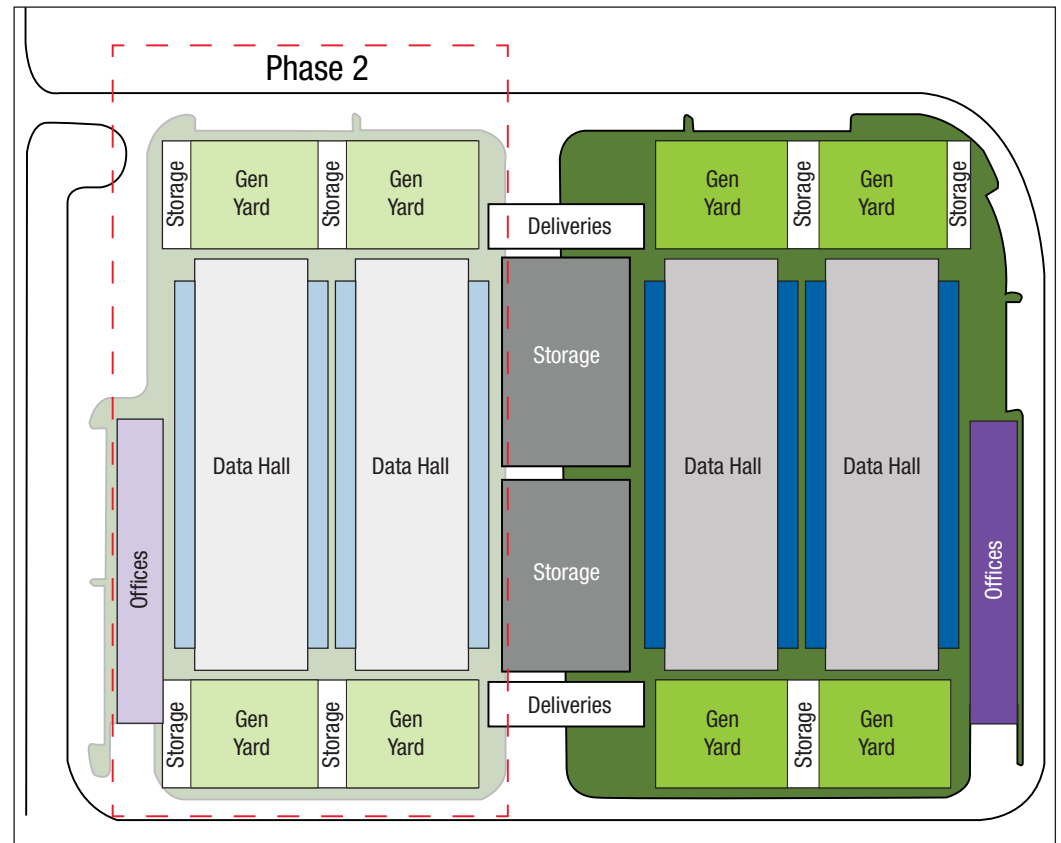 Phase 2
Storage
Gen
Yard
Storage
Gen
Yard
Deliveries
Gen
Yard
Storage
Gen
Yard
Storage
Data Hall
Data Hall
Storage
Data Hall
Data Hall
Offices
Storage
Offices
Storage
Gen
Yard
Storage
Gen
Yard
Deliveries
Gen
Yard
Storage
Gen
Yard